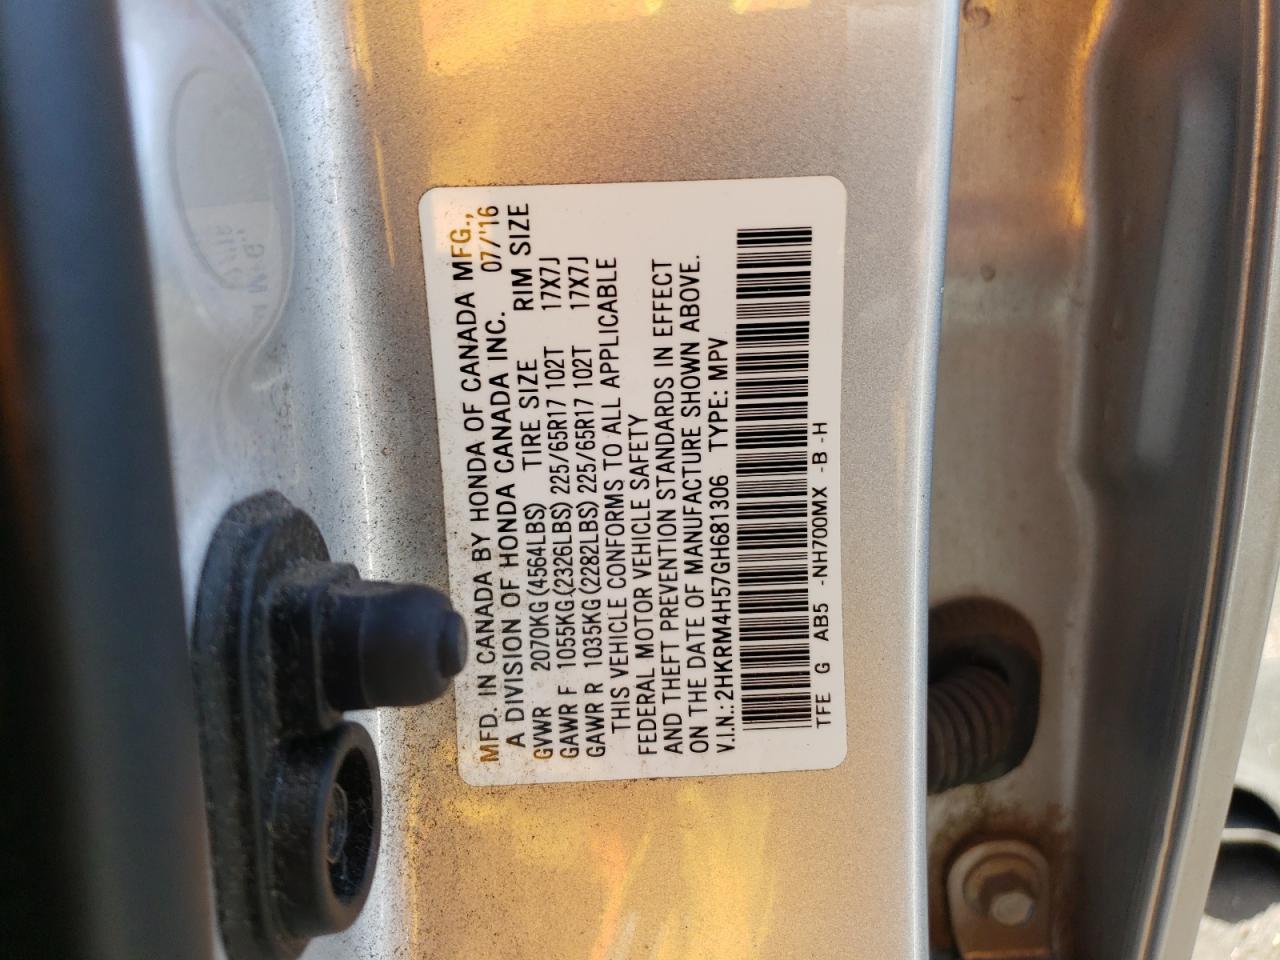 MFD. IN CANADA BY HONDA OF CANADA MFG.,
A DIVISION OF HONDA CANADA INC. 07/'16
GVWR 2070KG(4564LBS) TIRE SIZE RIM SIZE
GAWR F 1055KG(2326LBS) 225/65R17 102T 17X7J
GAWR R 1035KG(2282LBS) 225/65R17 102T 17X7J
THIS VEHICLE CONFORMS TO ALL APPLICABLE
FEDERAL MOTOR VEHICLE SAFETY
AND THEFT PREVENTION STANDARDS IN EFFECT
ON THE DATE OF MANUFACTURE SHOWN ABOVE.
V.I.N.: 2HKRM4H57GH681306 TYPE: MPV
TFE G AB5 -NH700MX -B-H